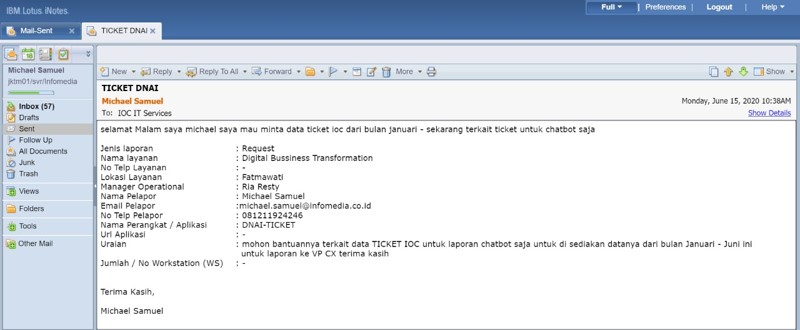 IBM.Lotus.iNotes.
Full | Preferences | Logout | Help
Mail-Sent
TICKET DNAI
Michael Samuel
jktm01/svr/Infomedia
Inbox (57)
Drafts
Sent
Follow Up
All Documents
Junk
Trash
Views
Folders
Tools
Other Mail
New Reply Reply To All Forward More Show
TICKET DNAI
Michael Samuel Monday, June 15, 2020 10:38AM
To: IOC IT Services Show Details
selamat Malam saya michael saya mau minta data ticket ioc dari bulan januari - sekarang terkait ticket untuk chatbot saja
Jenis laporan : Request
Nama layanan : Digital Bussiness Transformation
No Telp Layanan : -
Lokasi Layanan : Fatmawati
Manager Operational : Ria Resty
Nama Pelapor : Michael Samuel
Email Pelapor :michael.samuel@infomedia.co.id
No Telp Pelapor : 081211924246
Nama Perangkat / Aplikasi : DNAI-TICKET
Url Aplikasi : -
Uraian : mohon bantuannya terkait data TICKET IOC untuk laporan chatbot saja untuk di sediakan datanya dari bulan Januari - Juni ini
untuk laporan ke VP CX terima kasih
Jumlah / No Workstation (WS) : -
Terima Kasih,
Michael Samuel